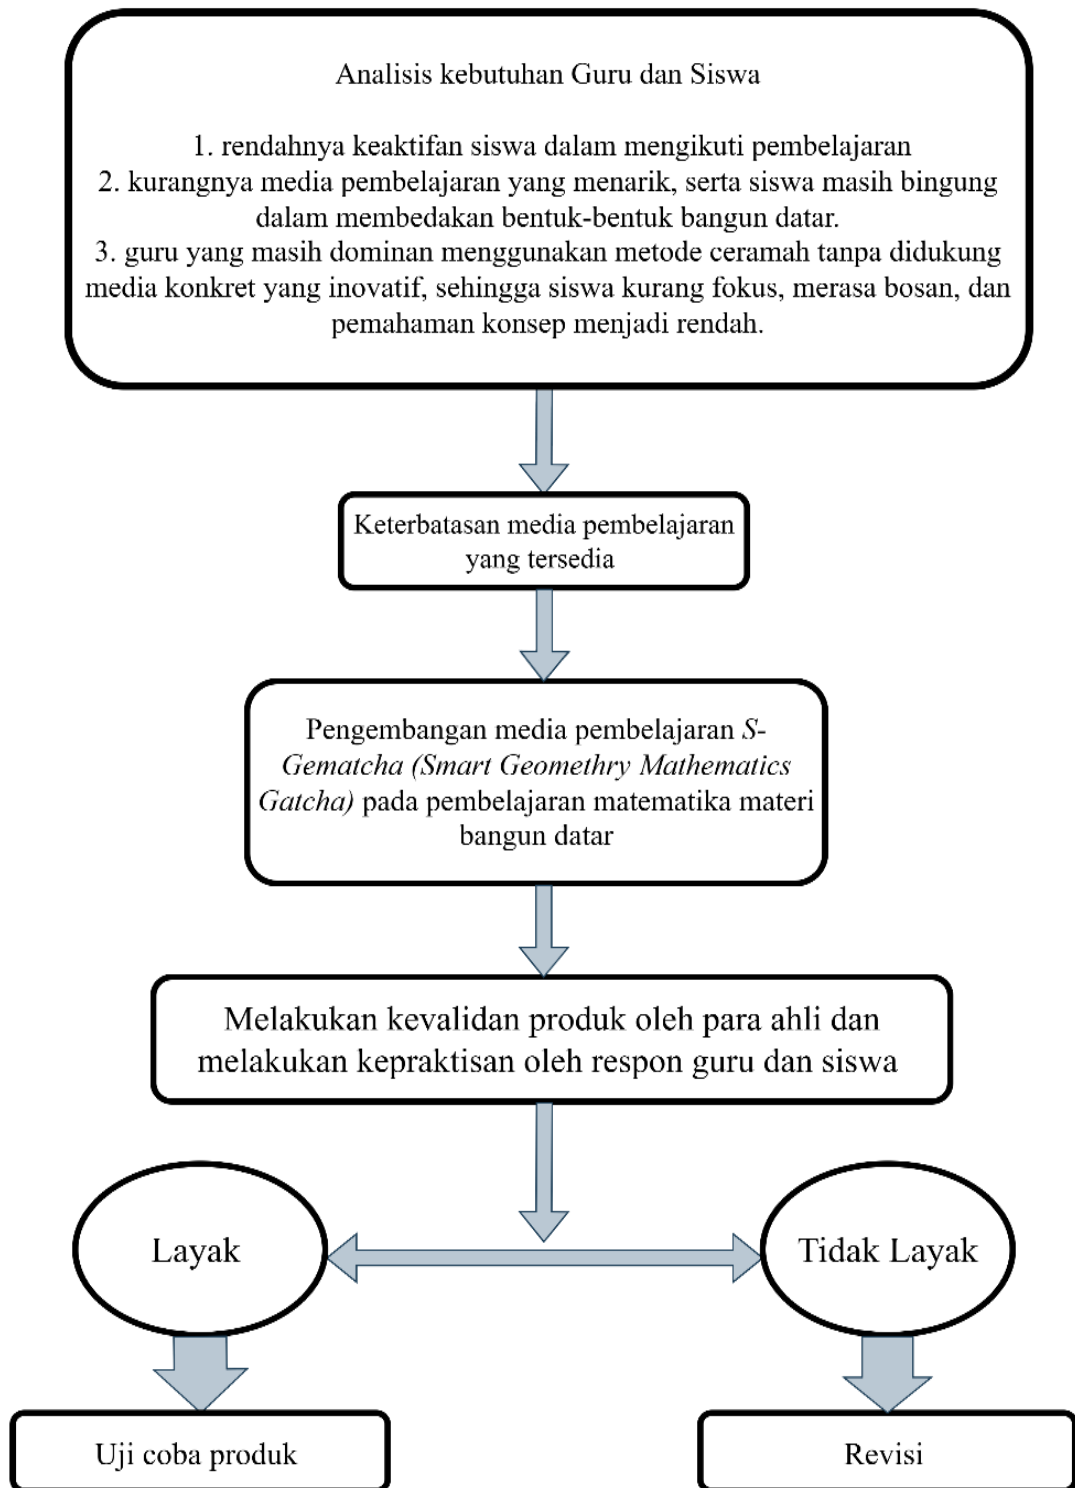 Analisis kebutuhan Guru dan Siswa
1. rendahnya keaktifan siswa dalam mengikuti pembelajaran
2. kurangnya media pembelajaran yang menarik, serta siswa masih bingung
dalam membedakan bentuk-bentuk bangun datar.
3. guru yang masih dominan menggunakan metode ceramah tanpa didukung
media konkret yang inovatif, sehingga siswa kurang fokus, merasa bosan, dan
pemahaman konsep menjadi rendah.
Keterbatasan media pembelajaran
yang tersedia
Pengembangan media pembelajaran S-
Gematcha (Smart Geomethry Mathematics
Gatcha) pada pembelajaran matematika materi
bangun datar
Melakukan kevalidan produk oleh para ahli dan
melakukan kepraktisan oleh respon guru dan siswa
Layak
Tidak Layak
Uji coba produk
Revisi